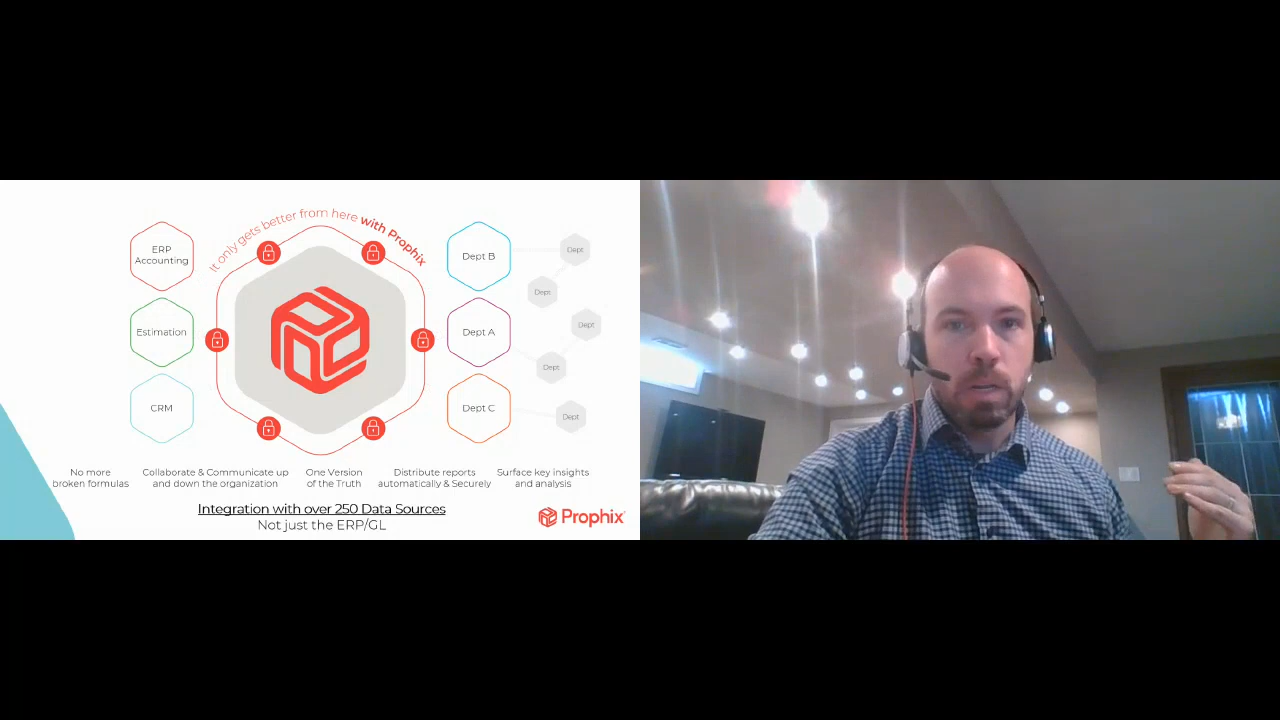 It only gets better from here with Prophix
ERP
Accounting
Estimation
CRM
Dept B
Dept A
Dept C
Dept
Dept
Dept
Dept
Dept
No more
broken formulas
Collaborate & Communicate up
and down the organization
One Version
of the Truth
Distribute reports
automatically & Securely
Surface key insights
and analysis
Integration with over 250 Data Sources
Not just the ERP/GL
Prophix